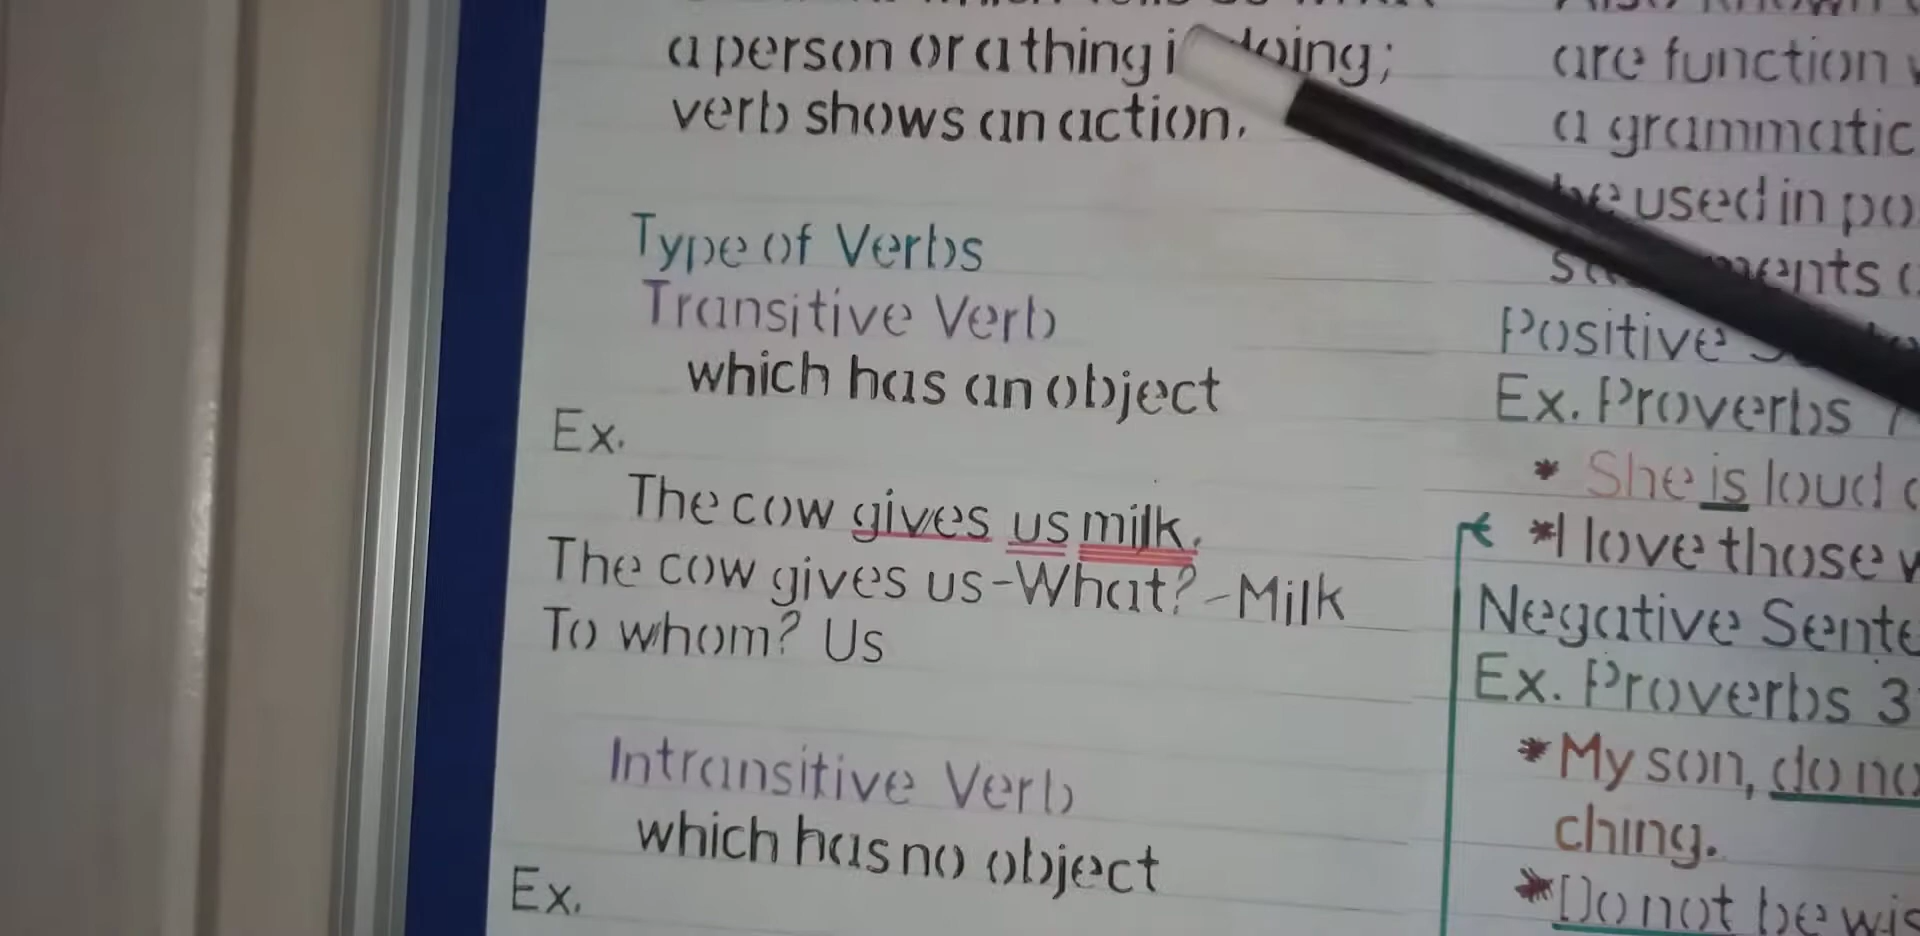 a person or a thing
verb shows an action.
Type of Verbs
Transitive Verb
which has an object
Ex.
The cow gives us milk.
The cow gives us-What? - Milk
To whom? Us
Intransitive Verb
which has no object
Ex.
are function
a grammatic
be used in
Positive
Ex. Proverbs
* She is loud
*I love those
Negative
Ex. Proverbs 3
*My son, do
ching.
*Do not be